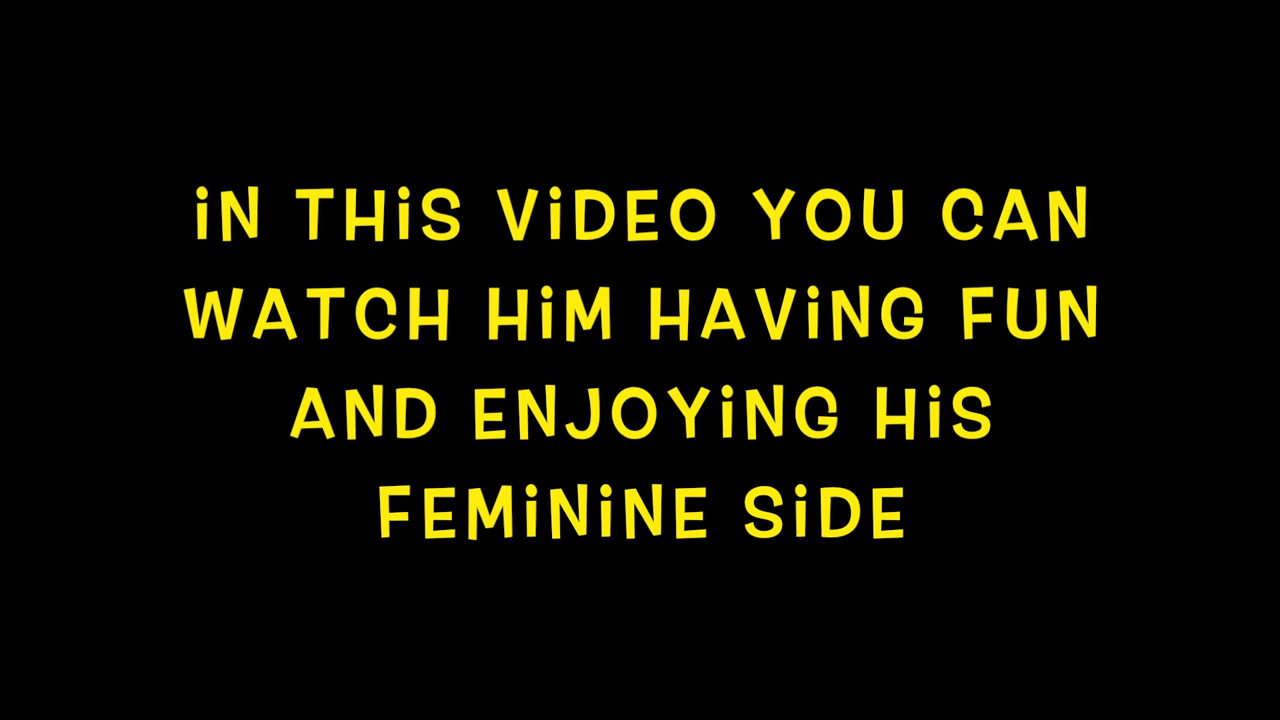 iN THiS ViDEO YOU CAN
WATCH HiM HAViNG FUN
AND ENJOYiNG HiS
FEMiNiNE SiDE